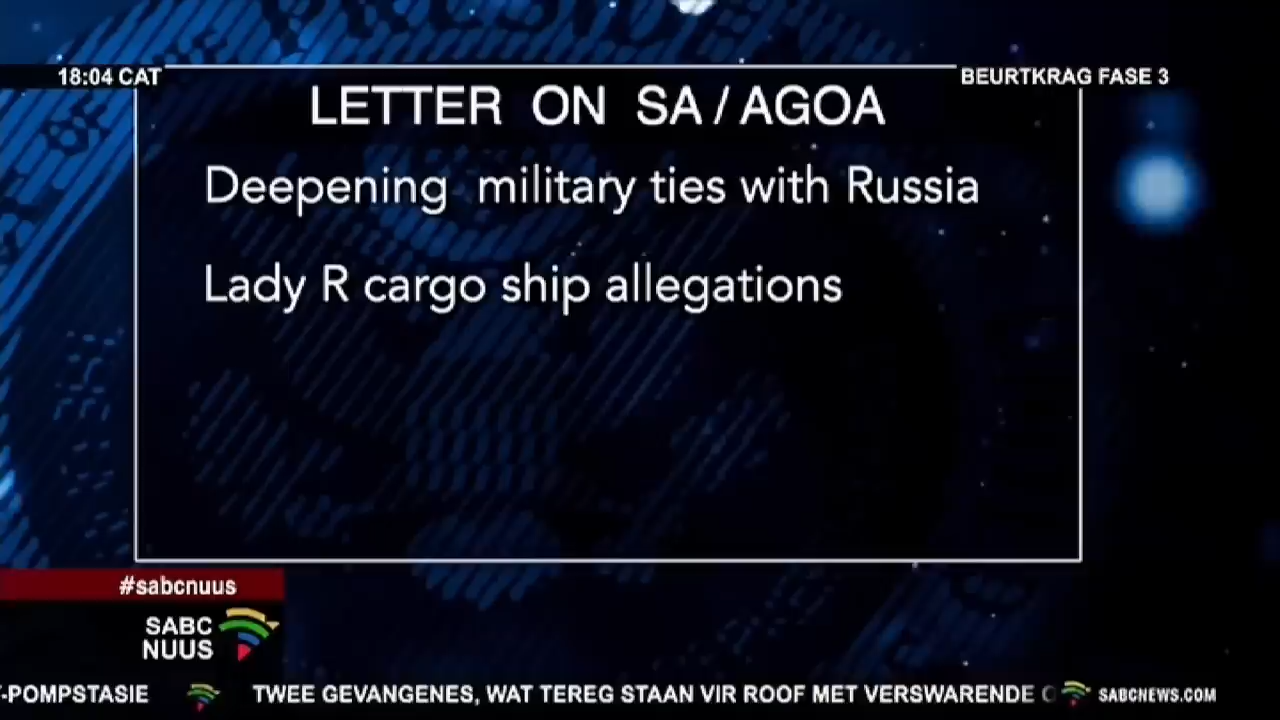 18:04 CAT
BEURTKRAG FASE 3
LETTER ON SA / AGOA
Deepening military ties with Russia
Lady R cargo ship allegations
#sabcnuus
SABC
NUUS
-POMPSTASIE
TWEE GEVANGENES, WAT TEREG STAAN VIR ROOF MET VERSWARENDE
SABCNEWS.COM